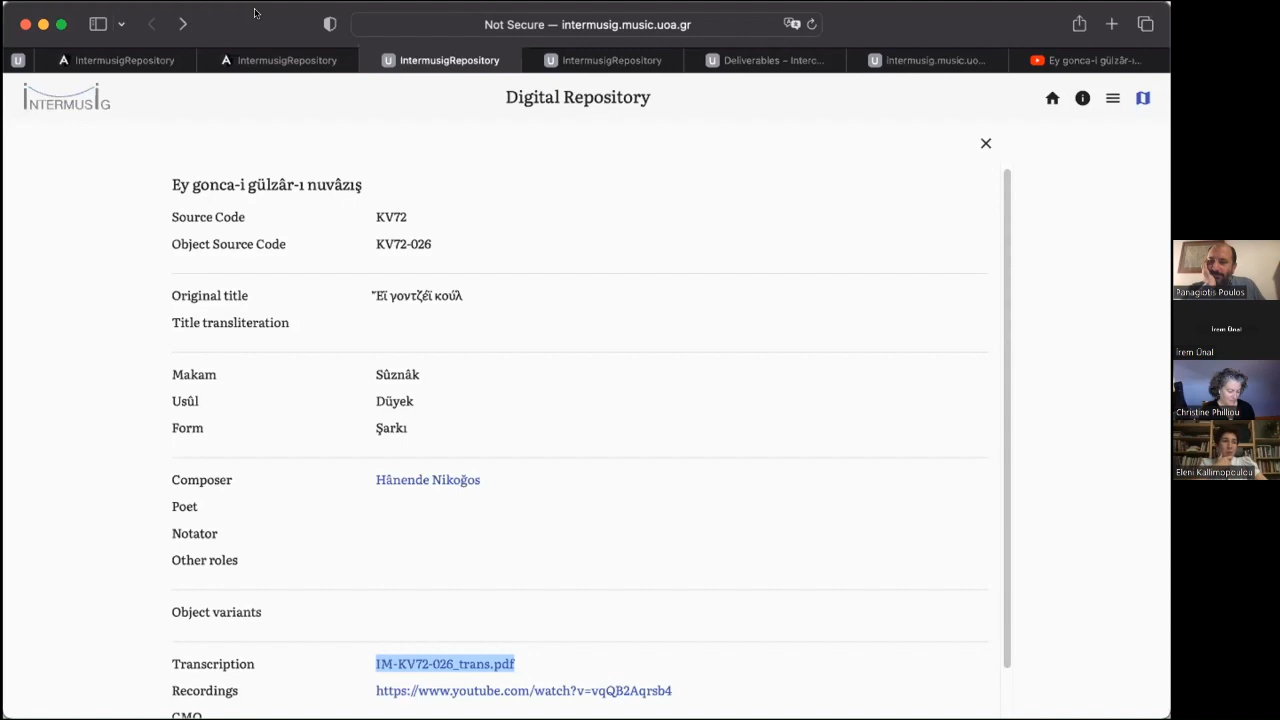 Not Secure — intermusig.music.uoa.gr
IntermusigRepository
IntermusigRepository
IntermusigRepository
IntermusigRepository
Deliverables – Interc...
Intermusig.music.uo...
Ey gonca-i gülzâr-ı...
INTERMUSIG
Digital Repository
Ey gonca-i gülzâr-ı nuvâzış
Source Code KV72
Object Source Code KV72-026
Original title Ἔϊ γοντζέϊ κιούλ
Title transliteration
Makam Sûznâk
Usûl Düyek
Form Şarkı
Composer Hânende Nikoğos
Poet
Notator
Other roles
Object variants
Transcription IM-KV72-026_trans.pdf
Recordings https://www.youtube.com/watch?v=vqQB2Aqrsb4
CMO
Panagiotis Poulos
İrem Ünal
İrem Ünal
Christine Philliou
Eleni Kallimopoulou